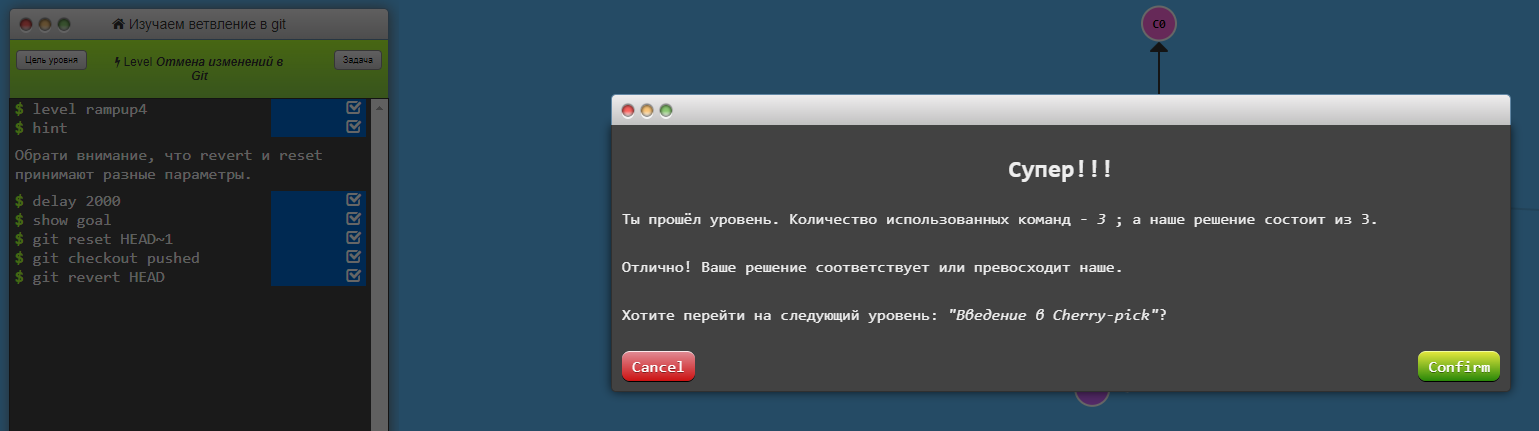 Изучаем ветвление в git
Цель уровня
Level Отмена изменений в
Git
Задача
$ level rampup4
$ hint
Обрати внимание, что revert и reset
принимают разные параметры.
$ delay 2000
$ show goal
$ git reset HEAD~1
$ git checkout pushed
$ git revert HEAD
C0
Супер!!!
Ты прошёл уровень. Количество использованных команд - 3 ; а наше решение состоит из 3.
Отлично! Ваше решение соответствует или превосходит наше.
Хотите перейти на следующий уровень: "Введение в Cherry-pick"?
Cancel
Confirm